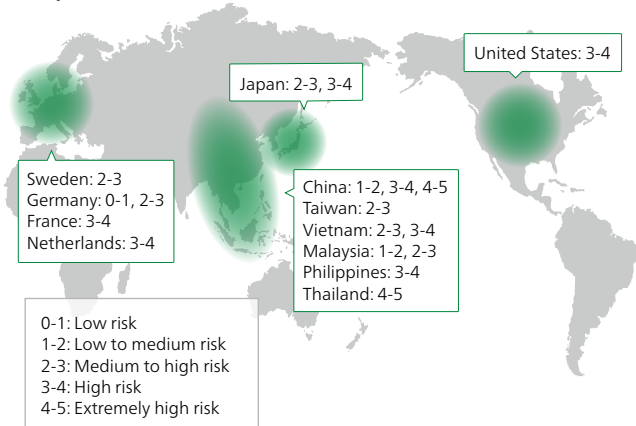 United States: 3-4
Japan: 2-3, 3-4
Sweden: 2-3
Germany: 0-1, 2-3
France: 3-4
Netherlands: 3-4
China: 1-2, 3-4, 4-5
Taiwan: 2-3
Vietnam: 2-3, 3-4
Malaysia: 1-2, 2-3
Philippines: 3-4
Thailand: 4-5
0-1: Low risk
1-2: Low to medium risk
2-3: Medium to high risk
3-4: High risk
4-5: Extremely high risk